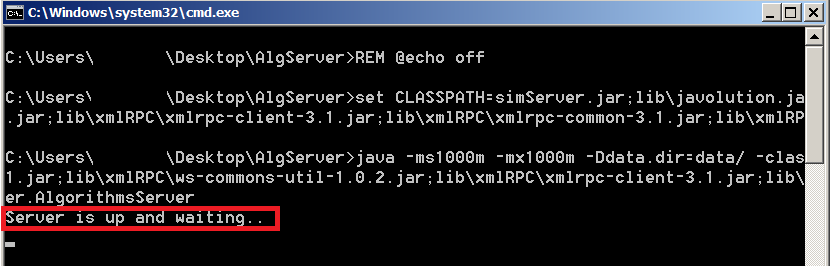 C:\Windows\system32\cmd.exe
C:\Users\ \Desktop\AlgServer>REM @echo off
C:\Users\ \Desktop\AlgServer>set CLASSPATH=simServer.jar;lib\javolution.ja
.jar;lib\xmlRPC\xmlrpc-client-3.1.jar;lib\xmlRPC\xmlrpc-common-3.1.jar;lib\xmlRP
C:\Users\ \Desktop\AlgServer>java -ms1000m -mx1000m -Ddata.dir=data/ -clas
1.jar;lib\xmlRPC\ws-commons-util-1.0.2.jar;lib\xmlRPC\xmlrpc-client-3.1.jar;lib\
er.AlgorithmsServer
Server is up and waiting..